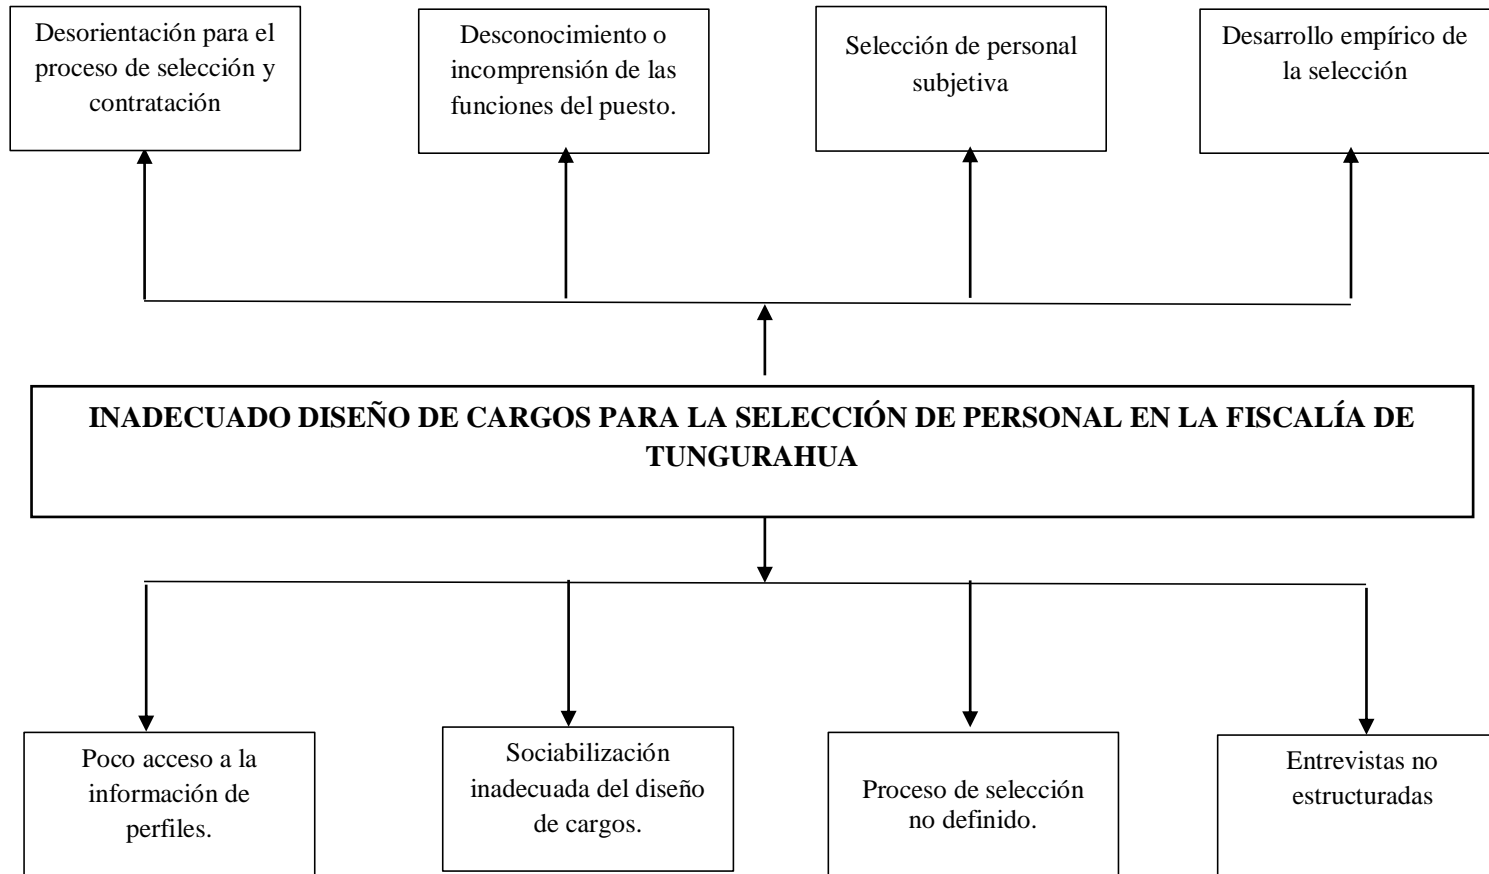 Desorientación para el
proceso de selección y
contratación
Desconocimiento o
incomprensión de las
funciones del puesto.
Selección de personal
subjetiva
Desarrollo empírico de
la selección
INADECUADO DISEÑO DE CARGOS PARA LA SELECCIÓN DE PERSONAL EN LA FISCALÍA DE
TUNGURAHUA
Poco acceso a la
información de
perfiles.
Sociabilización
inadecuada del diseño
de cargos.
Proceso de selección
no definido.
Entrevistas no
estructuradas